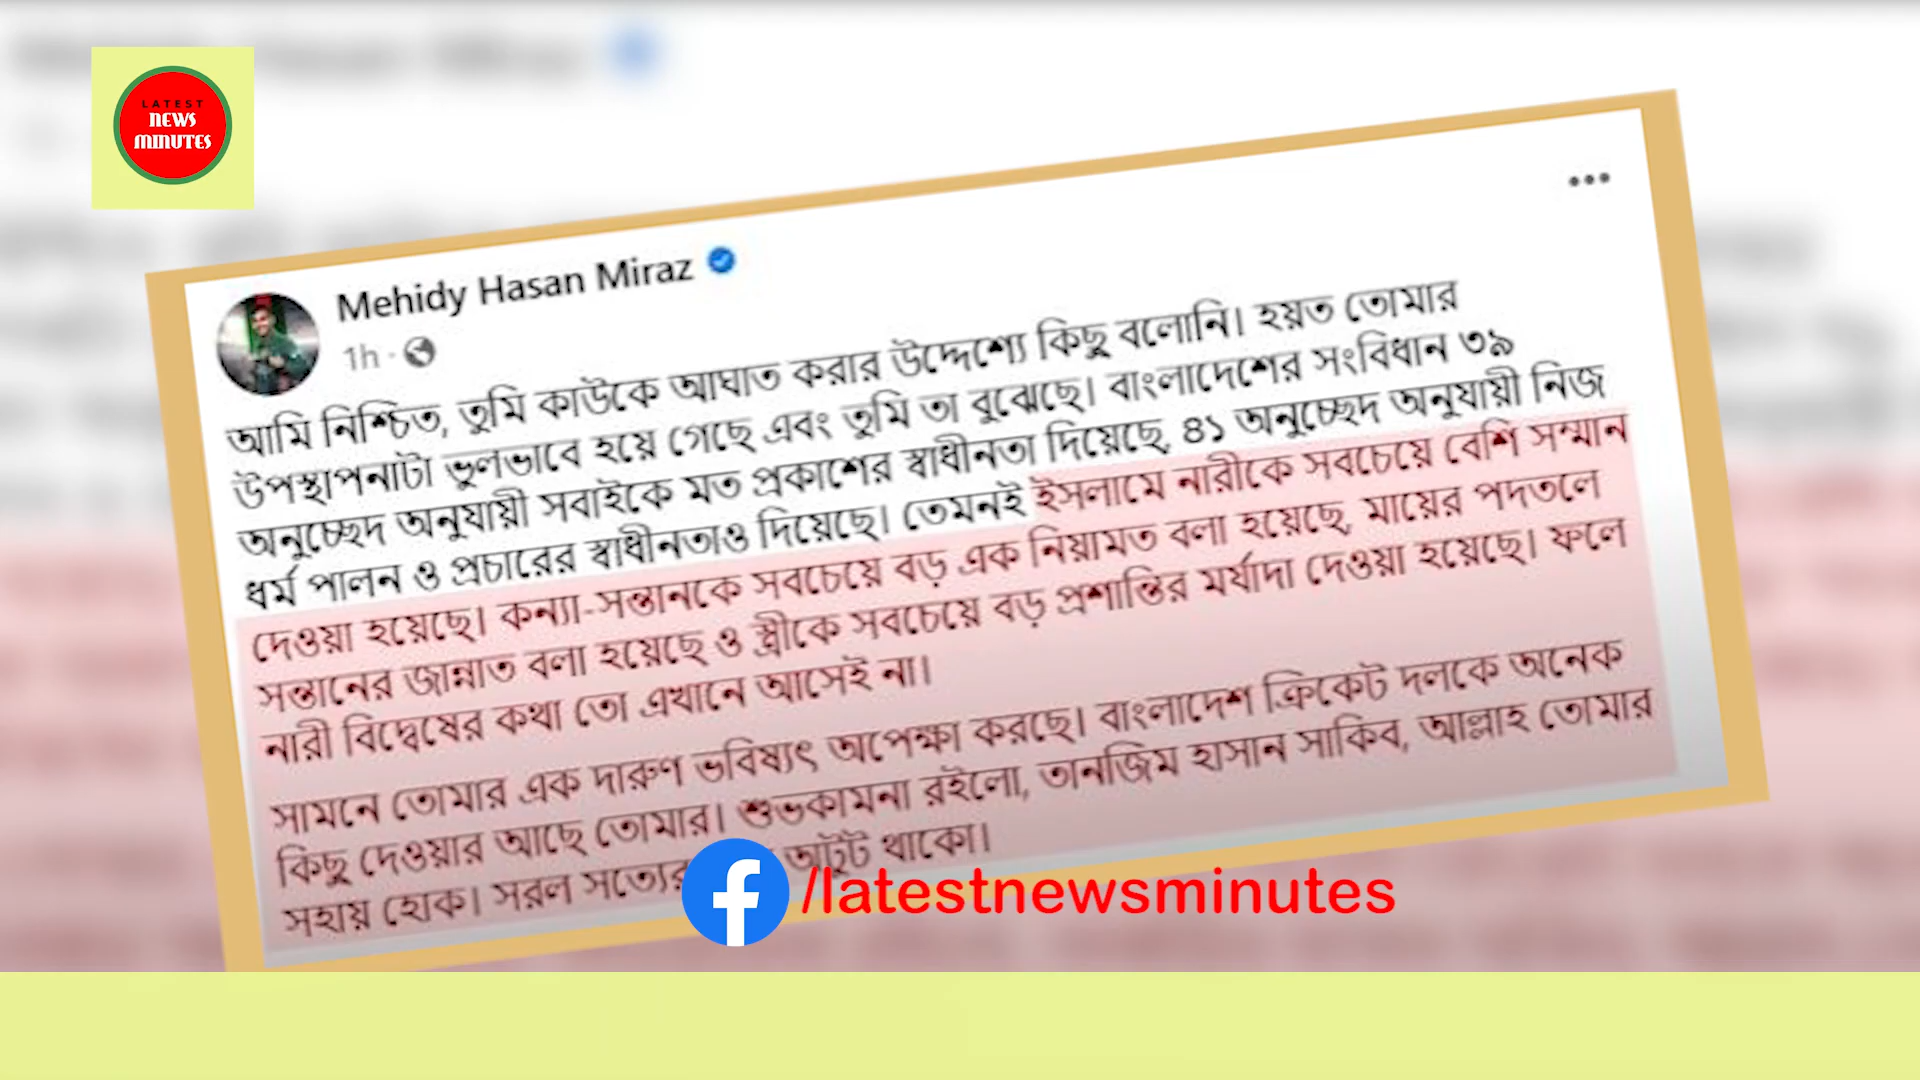 LATEST
NEWS
MINUTES
Mehidy Hasan Miraz
1h
আমি নিশ্চিত, তুমি কাউকে আঘাত করার উদ্দেশ্যে কিছু বলোনি। হয়ত তোমার
উপস্থাপনাটা ভুলভাবে হয়ে গেছে এবং তুমি তা বুঝেছে। বাংলাদেশের সংবিধান ৩৯
অনুচ্ছেদ অনুযায়ী সবাইকে মত প্রকাশের স্বাধীনতা দিয়েছে, ৪১ অনুচ্ছেদ অনুযায়ী নিজ
ধর্ম পালন ও প্রচারের স্বাধীনতাও দিয়েছে। তেমনই ইসলামে নারীকে সবচেয়ে বেশি সম্মান
দেওয়া হয়েছে। কন্যা-সন্তানকে সবচেয়ে বড় এক নিয়ামত বলা হয়েছে, মায়ের পদতলে
সন্তানের জান্নাত বলা হয়েছে ও স্ত্রীকে সবচেয়ে বড় প্রশান্তির মর্যাদা দেওয়া হয়েছে। ফলে
নারী বিদ্বেষের কথা তো এখানে আসেই না।
সামনে তোমার এক দারুণ ভবিষ্যৎ অপেক্ষা করছে। বাংলাদেশ ক্রিকেট দলকে অনেক
কিছু দেওয়ার আছে তোমার। শুভকামনা রইলো, তানজিম হাসান সাকিব, আল্লাহ তোমার
সহায় হোক। সরল সত্যের অটুট থাকো।
/latestnewsminutes